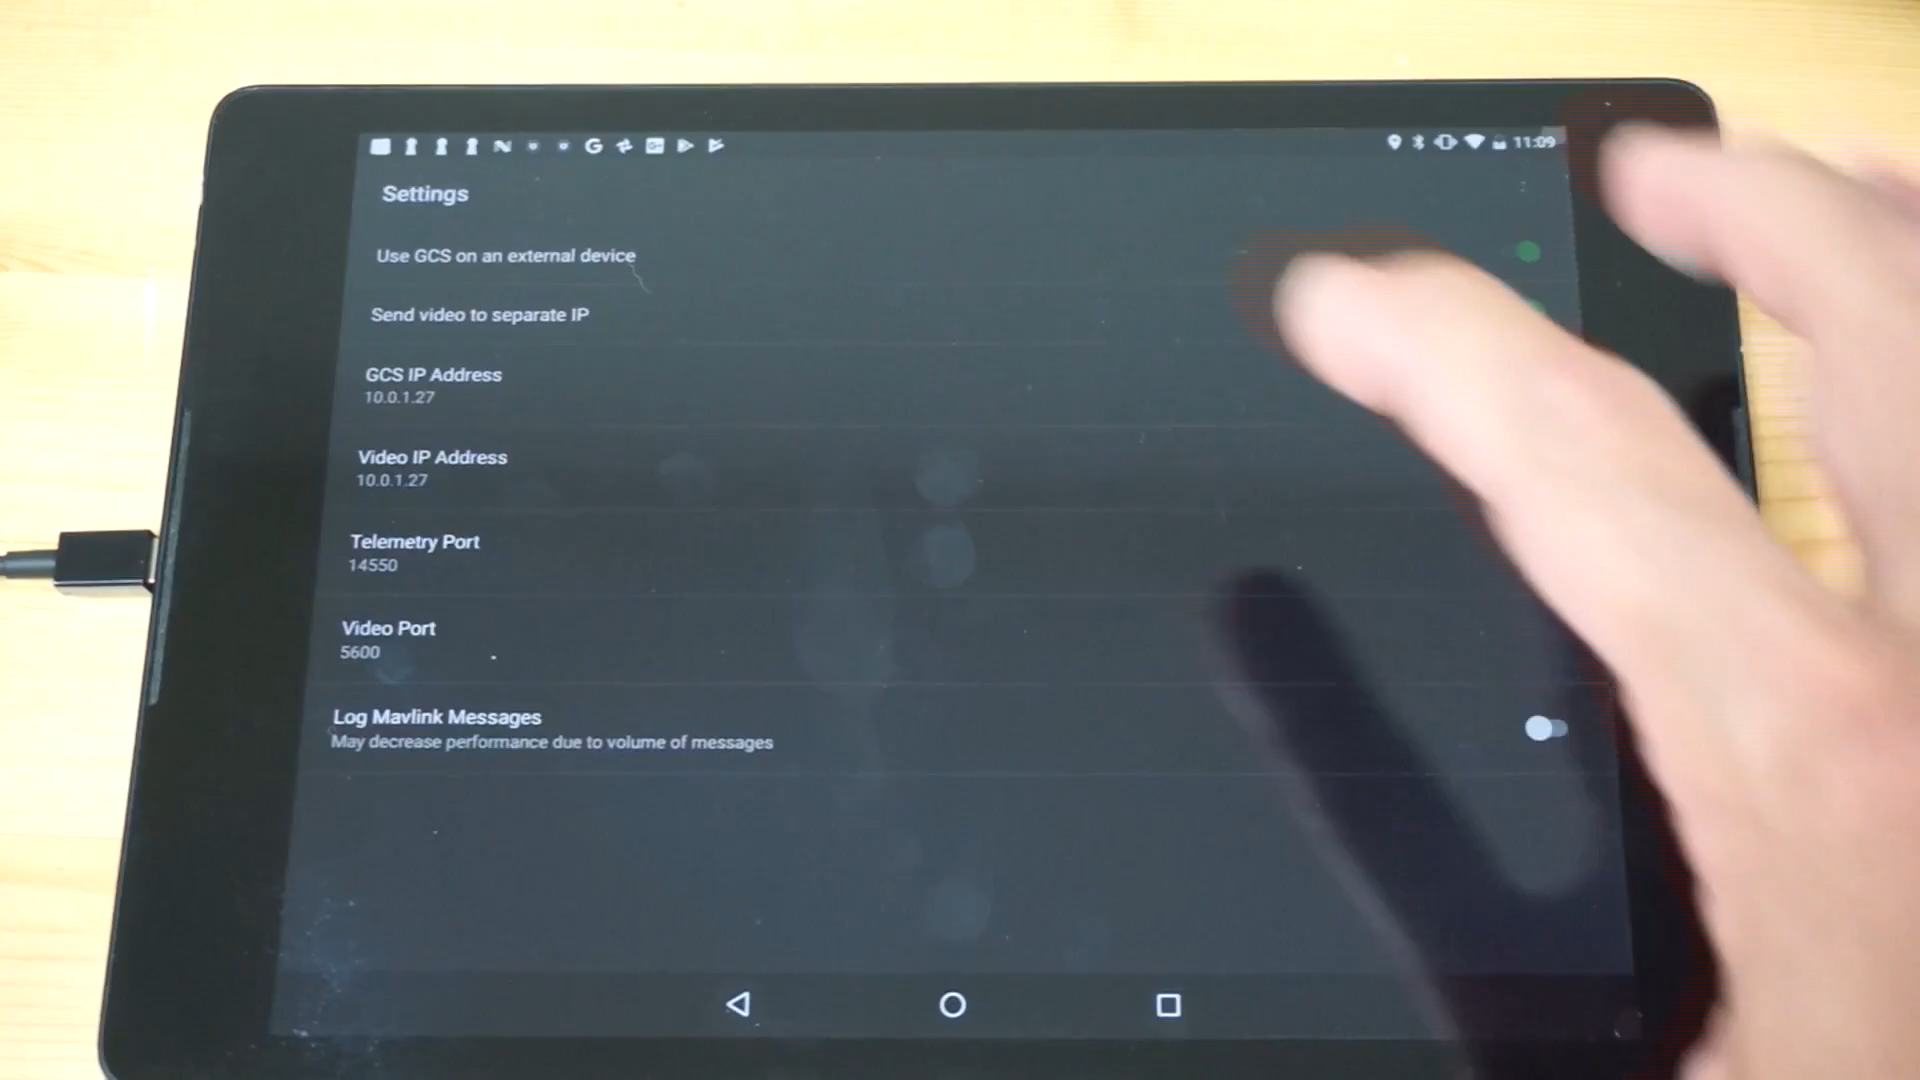 11:09
Settings
Use GCS on an external device
Send video to separate IP
GCS IP Address
10.0.1.27
Video IP Address
10.0.1.27
Telemetry Port
14550
Video Port
5600
Log Mavlink Messages
May decrease performance due to volume of messages